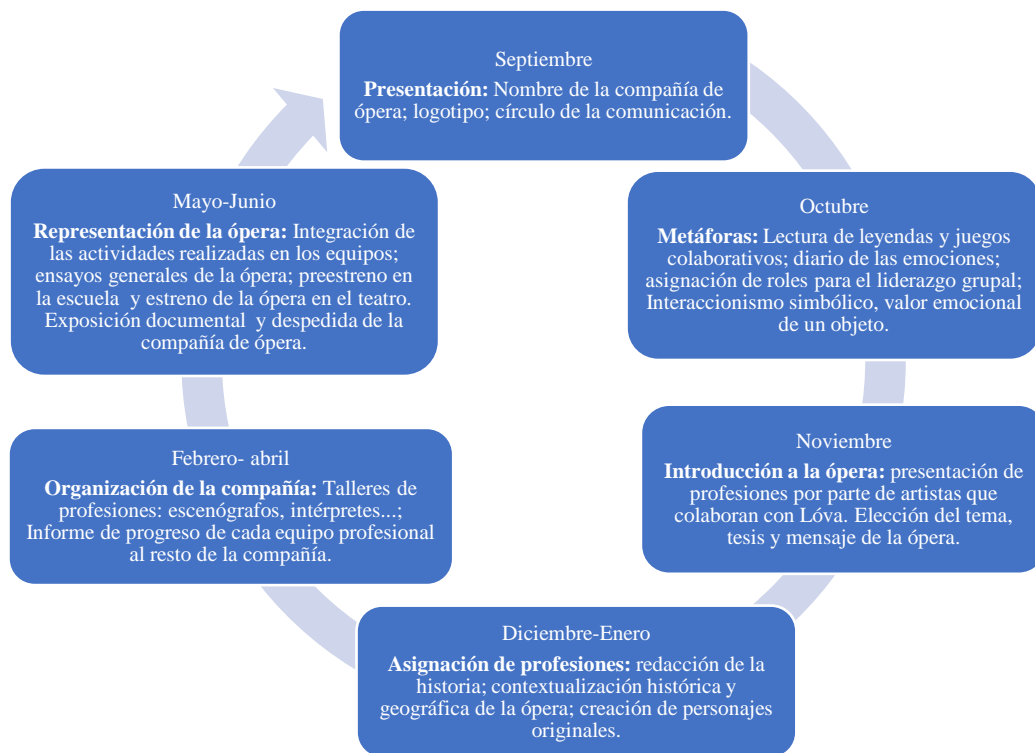 Septiembre
Presentación: Nombre de la compañía de
ópera; logotipo; círculo de la comunicación.
Octubre
Metáforas: Lectura de leyendas y juegos
colaborativos; diario de las emociones;
asignación de roles para el liderazgo grupal;
Interaccionismo simbólico, valor emocional
de un objeto.
Noviembre
Introducción a la ópera: presentación de
profesiones por parte de artistas que
colaboran con Lóva. Elección del tema,
tesis y mensaje de la ópera.
Diciembre-Enero
Asignación de profesiones: redacción de la
historia; contextualización histórica y
geográfica de la ópera; creación de personajes
originales.
Febrero- abril
Organización de la compañía: Talleres de
profesiones: escenógrafos, intérpretes...;
Informe de progreso de cada equipo profesional
al resto de la compañía.
Mayo-Junio
Representación de la ópera: Integración de
las actividades realizadas en los equipos;
ensayos generales de la ópera; preestreno en
la escuela y estreno de la ópera en el teatro.
Exposición documental y despedida de la
compañía de ópera.